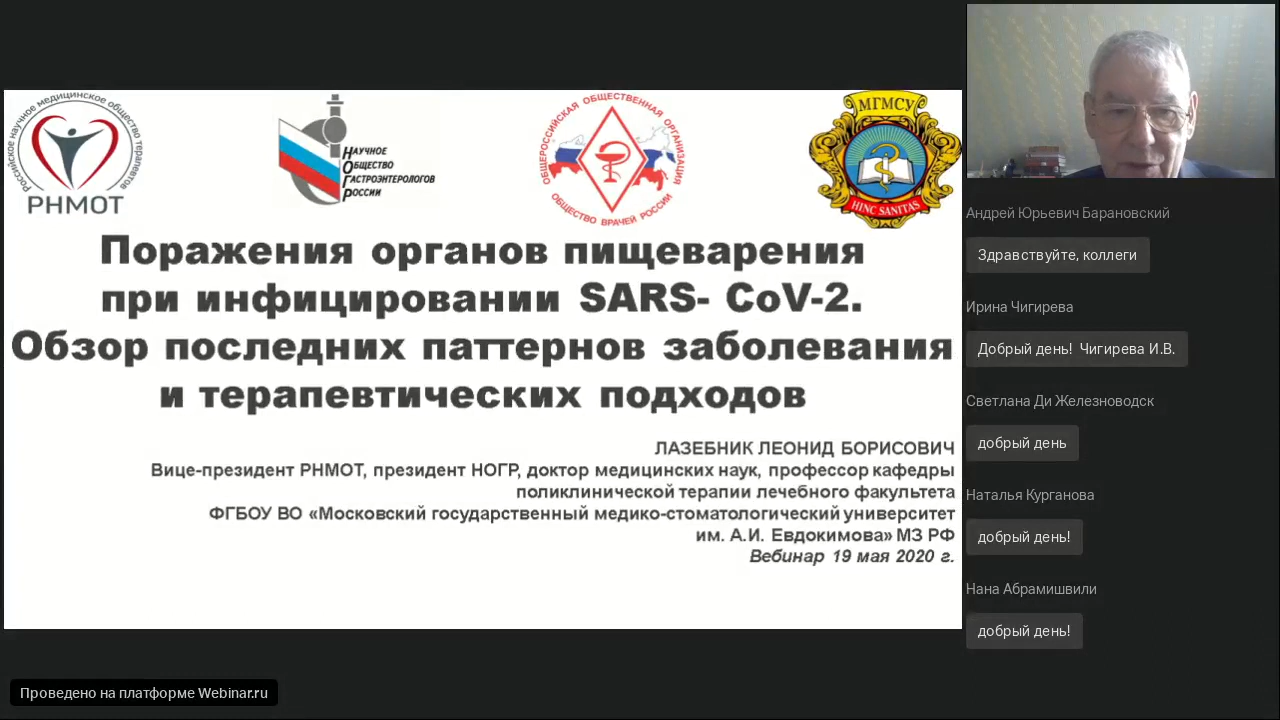 Российское научное медицинское общество терапевтов
РНМОТ
Научное
Общество
Гастроэнтерологов
России
ОБЩЕРОССИЙСКАЯ ОБЩЕСТВЕННАЯ ОРГАНИЗАЦИЯ
ОБЩЕСТВО ВРАЧЕЙ РОССИИ
МГМСУ
HINC SANITAS
Поражения органов пищеварения
при инфицировании SARS- CoV-2.
Обзор последних паттернов заболевания
и терапевтических подходов
ЛАЗЕБНИК ЛЕОНИД БОРИСОВИЧ
Вице-президент РНМОТ, президент НОГР, доктор медицинских наук, профессор кафедры
поликлинической терапии лечебного факультета
ФГБОУ ВО «Московский государственный медико-стоматологический университет
им. А.И. Евдокимова» МЗ РФ
Вебинар 19 мая 2020 г.
Андрей Юрьевич Барановский
Здравствуйте, коллеги
Ирина Чигирева
Добрый день! Чигирева И.В.
Светлана Ди Железноводск
добрый день
Наталья Курганова
добрый день!
Нана Абрамишвили
добрый день!
Проведено на платформе Webinar.ru